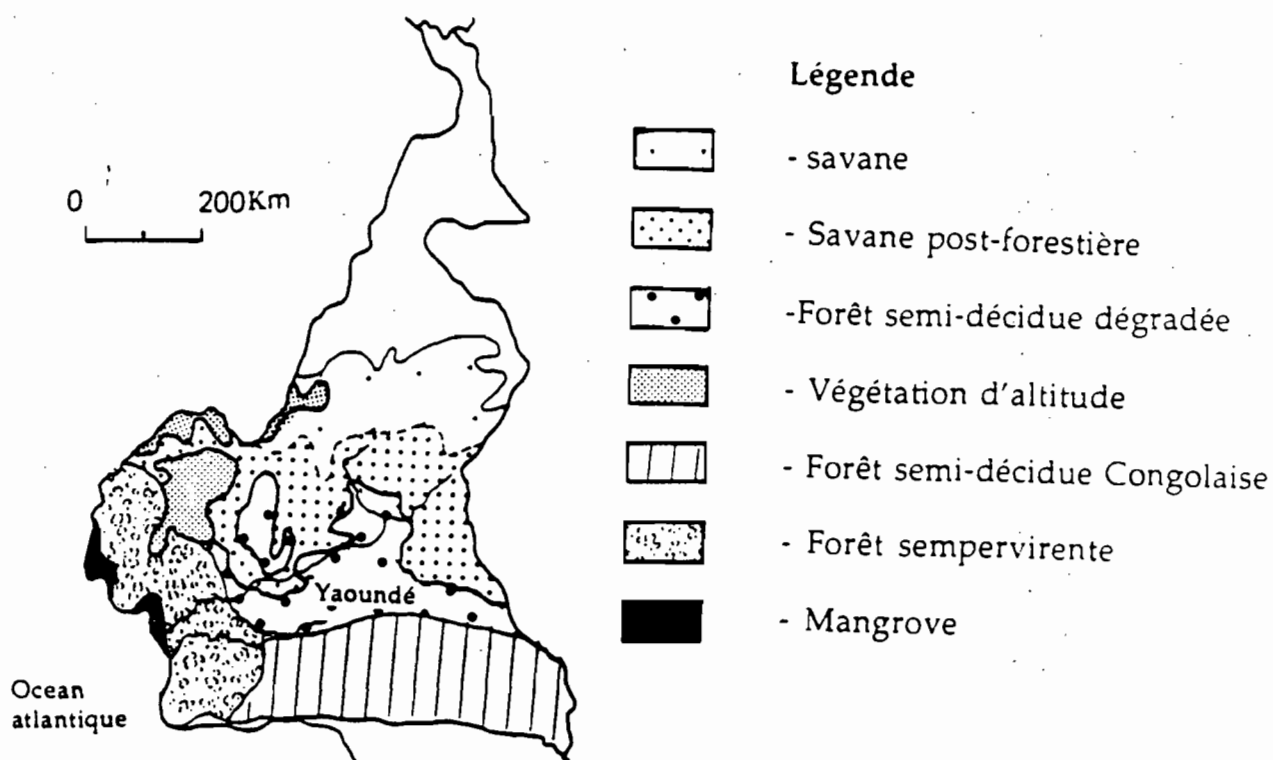 Légende
0 200Km
- savane
- Savane post-forestière
-Forêt semi-décidue dégradée
- Végétation d'altitude
- Forêt semi-décidue Congolaise
- Forêt sempervirente
- Mangrove
Yaoundé
Ocean
atlantique